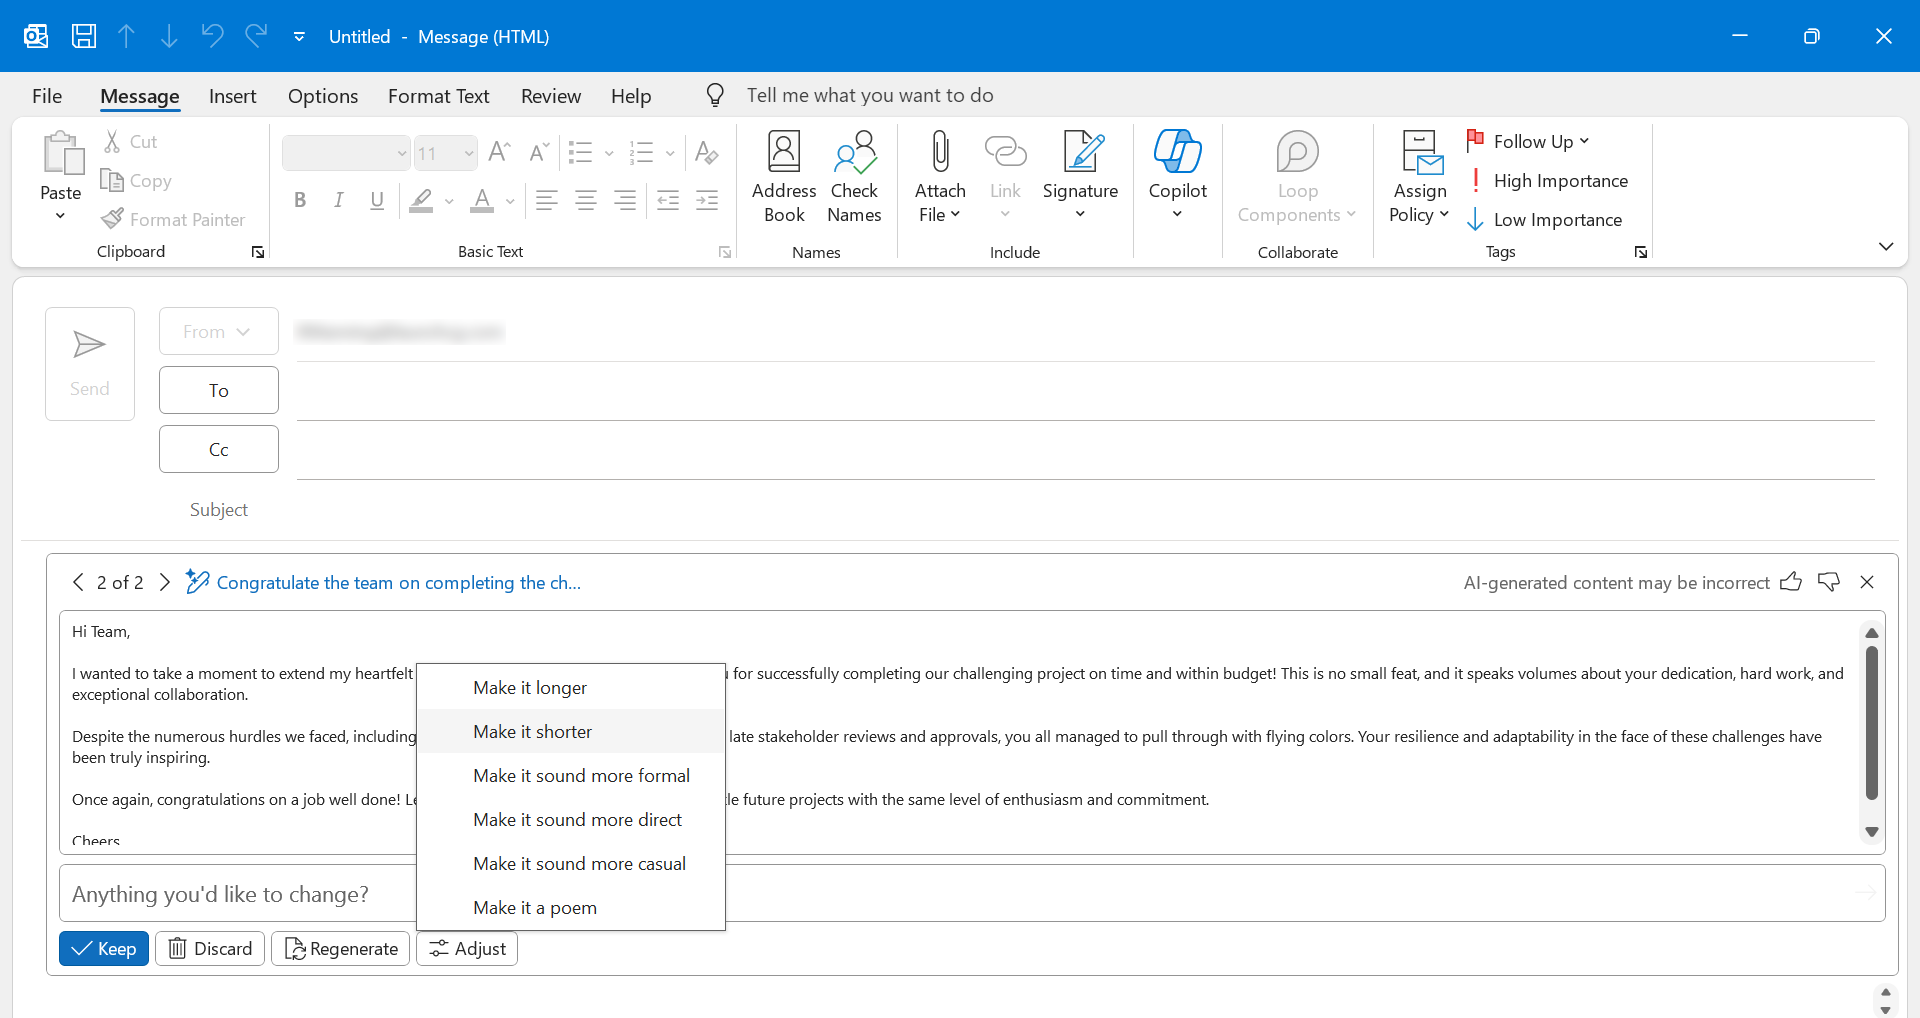 Untitled - Message (HTML)
File Message Insert Options Format Text Review Help Tell me what you want to do
Paste
Cut
Copy
Format Painter
Clipboard
11
B I U A
Basic Text
Address Book
Check Names
Names
Attach File
Link
Signature
Include
Copilot
Loop Components
Collaborate
Assign Policy
Follow Up
High Importance
Low Importance
Tags
Send
From
To
Cc
Subject
2 of 2 Congratulate the team on completing the ch... AI-generated content may be incorrect
Hi Team,
I wanted to take a moment to extend my heartfelt for successfully completing our challenging project on time and within budget! This is no small feat, and it speaks volumes about your dedication, hard work, and
exceptional collaboration.
Despite the numerous hurdles we faced, including late stakeholder reviews and approvals, you all managed to pull through with flying colors. Your resilience and adaptability in the face of these challenges have
been truly inspiring.
Once again, congratulations on a job well done! future projects with the same level of enthusiasm and commitment.
Cheers
Make it longer
Make it shorter
Make it sound more formal
Make it sound more direct
Make it sound more casual
Make it a poem
Anything you'd like to change?
Keep Discard Regenerate Adjust